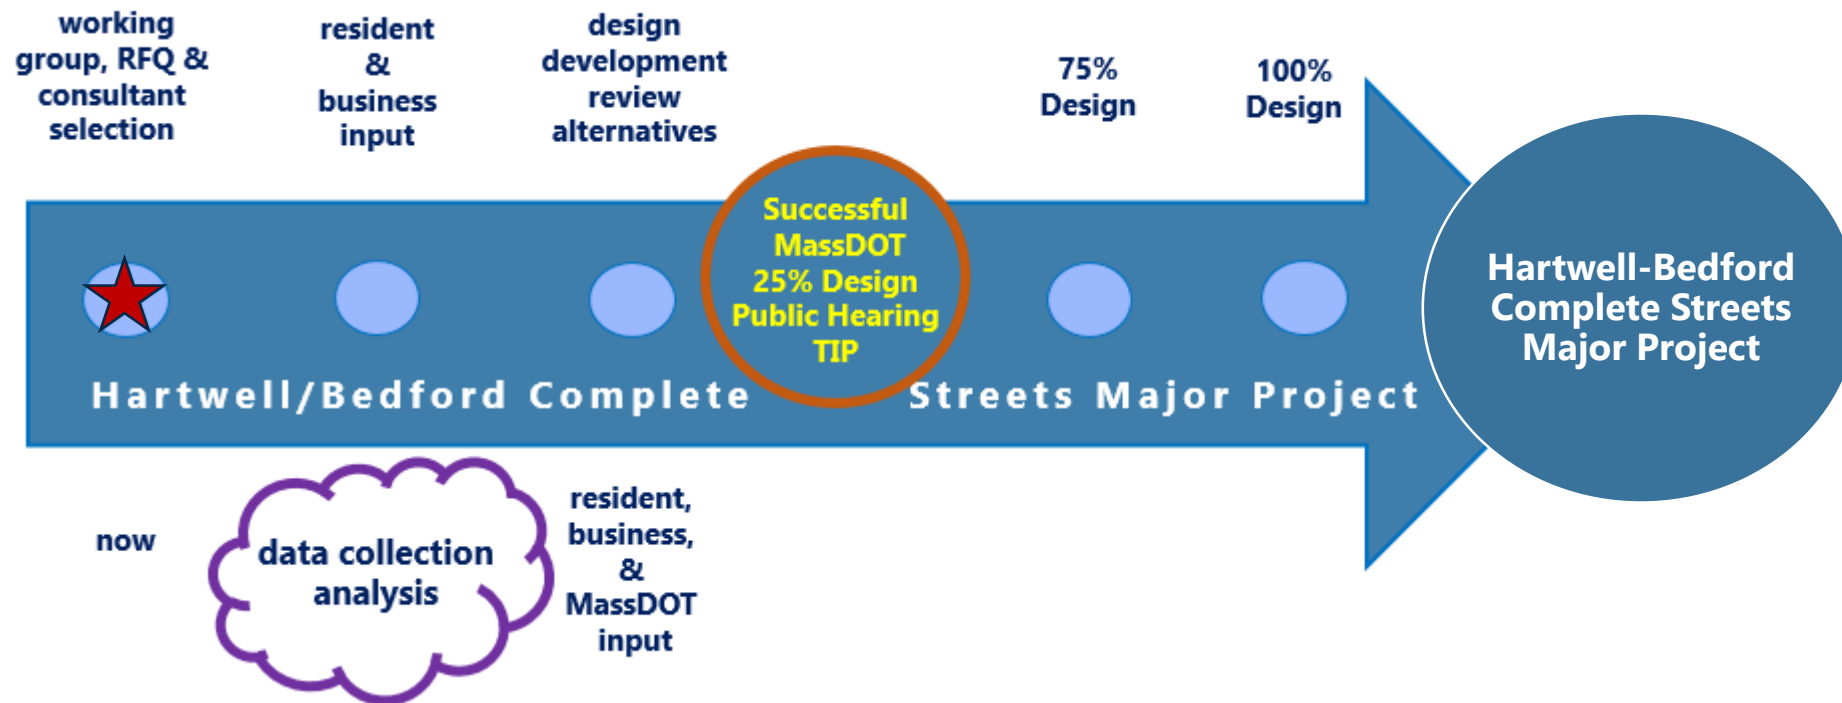 working
group, RFQ &
consultant
selection
resident
&
business
input
design
development
review
alternatives
75%
Design
100%
Design
Successful
MassDOT
25% Design
Public Hearing
TIP
Hartwell/Bedford Complete Streets Major Project
Hartwell-Bedford
Complete Streets
Major Project
now
data collection
analysis
resident,
business,
&
MassDOT
input